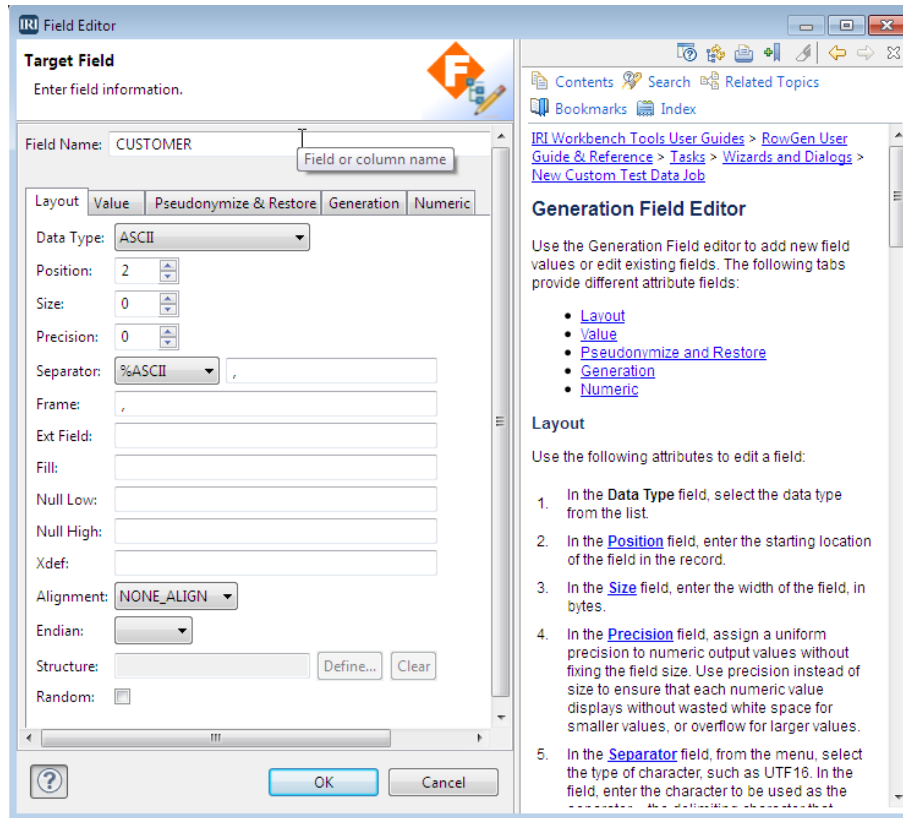 IRI Field Editor
Target Field
Enter field information.
Field Name: CUSTOMER
Field or column name
Layout Value Pseudonymize & Restore Generation Numeric
Data Type: ASCII
Position: 2
Size: 0
Precision: 0
Separator: %ASCII ,
Frame: ,
Ext Field:
Fill:
Null Low:
Null High:
Xdef:
Alignment: NONE_ALIGN
Endian:
Structure: Define... Clear
Random:
? OK Cancel
Contents Search Related Topics
Bookmarks Index
IRI Workbench Tools User Guides > RowGen User
Guide & Reference > Tasks > Wizards and Dialogs >
New Custom Test Data Job
Generation Field Editor
Use the Generation Field editor to add new field
values or edit existing fields. The following tabs
provide different attribute fields:
• Layout
• Value
• Pseudonymize and Restore
• Generation
• Numeric
Layout
Use the following attributes to edit a field:
1. In the Data Type field, select the data type
from the list.
2. In the Position field, enter the starting location
of the field in the record.
3. In the Size field, enter the width of the field, in
bytes.
4. In the Precision field, assign a uniform
precision to numeric output values without
fixing the field size. Use precision instead of
size to ensure that each numeric value
displays without wasted white space for
smaller values, or overflow for larger values.
5. In the Separator field, from the menu, select
the type of character, such as UTF16. In the
field, enter the character to be used as the